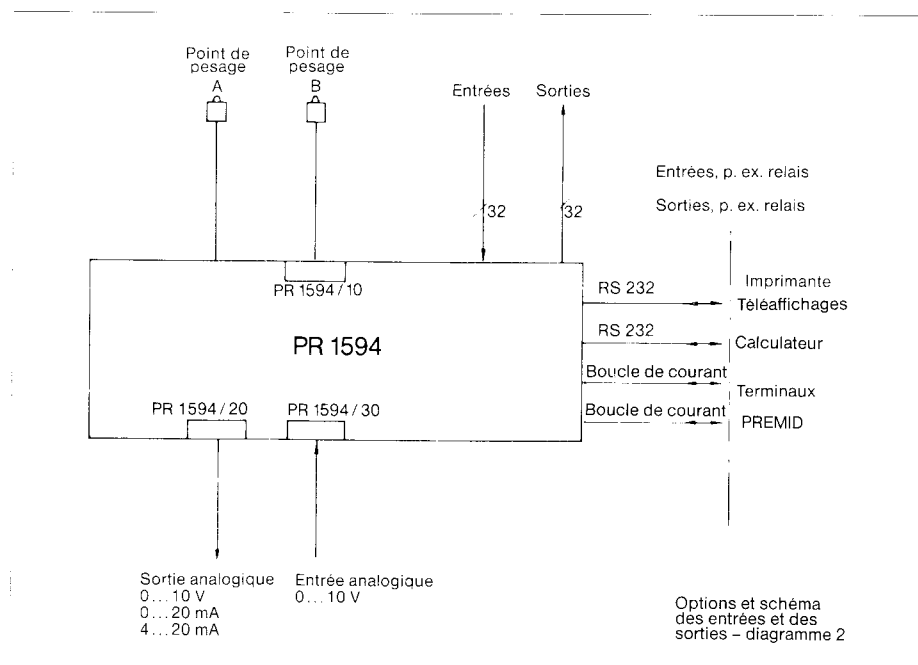 Point de
pesage
A
Point de
pesage
B
Entrées
Sorties
Entrées, p. ex. relais
32
32
Sorties, p. ex. relais
PR 1594/10
RS 232
Imprimante
Téléaffichages
PR 1594
RS 232
Calculateur
Boucle de courant
Terminaux
PR 1594/20
PR 1594/30
Boucle de courant
PREMID
Sortie analogique
0...10 V
0...20 mA
4...20 mA
Entrée analogique
0...10 V
Options et schéma
des entrées et des
sorties – diagramme 2